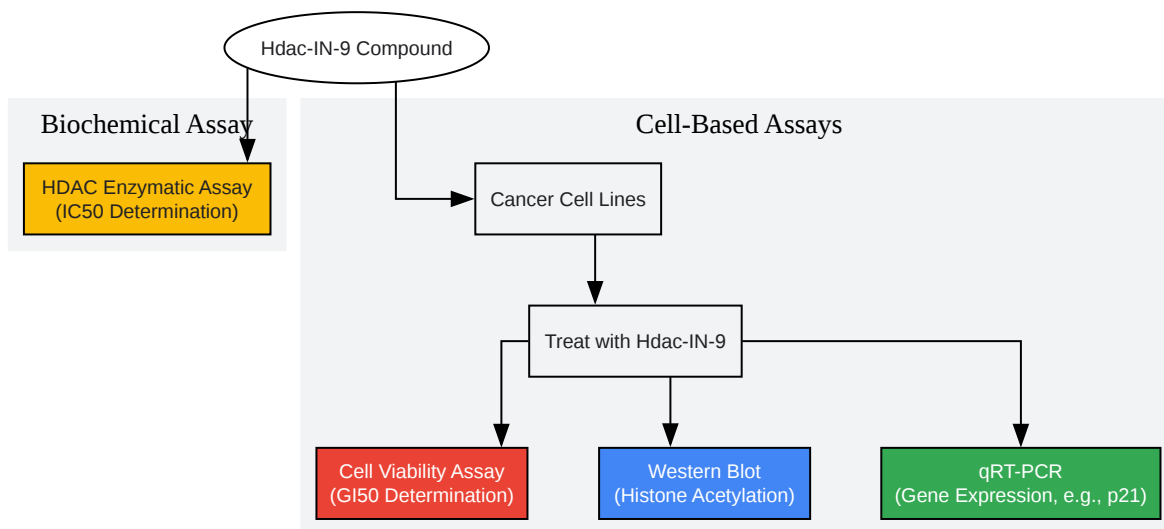 Hdac-IN-9 Compound
Biochemical Assay
Cell-Based Assays
HDAC Enzymatic Assay
(IC50 Determination)
Cancer Cell Lines
Treat with Hdac-IN-9
Cell Viability Assay
(GI50 Determination)
Western Blot
(Histone Acetylation)
qRT-PCR
(Gene Expression, e.g., p21)